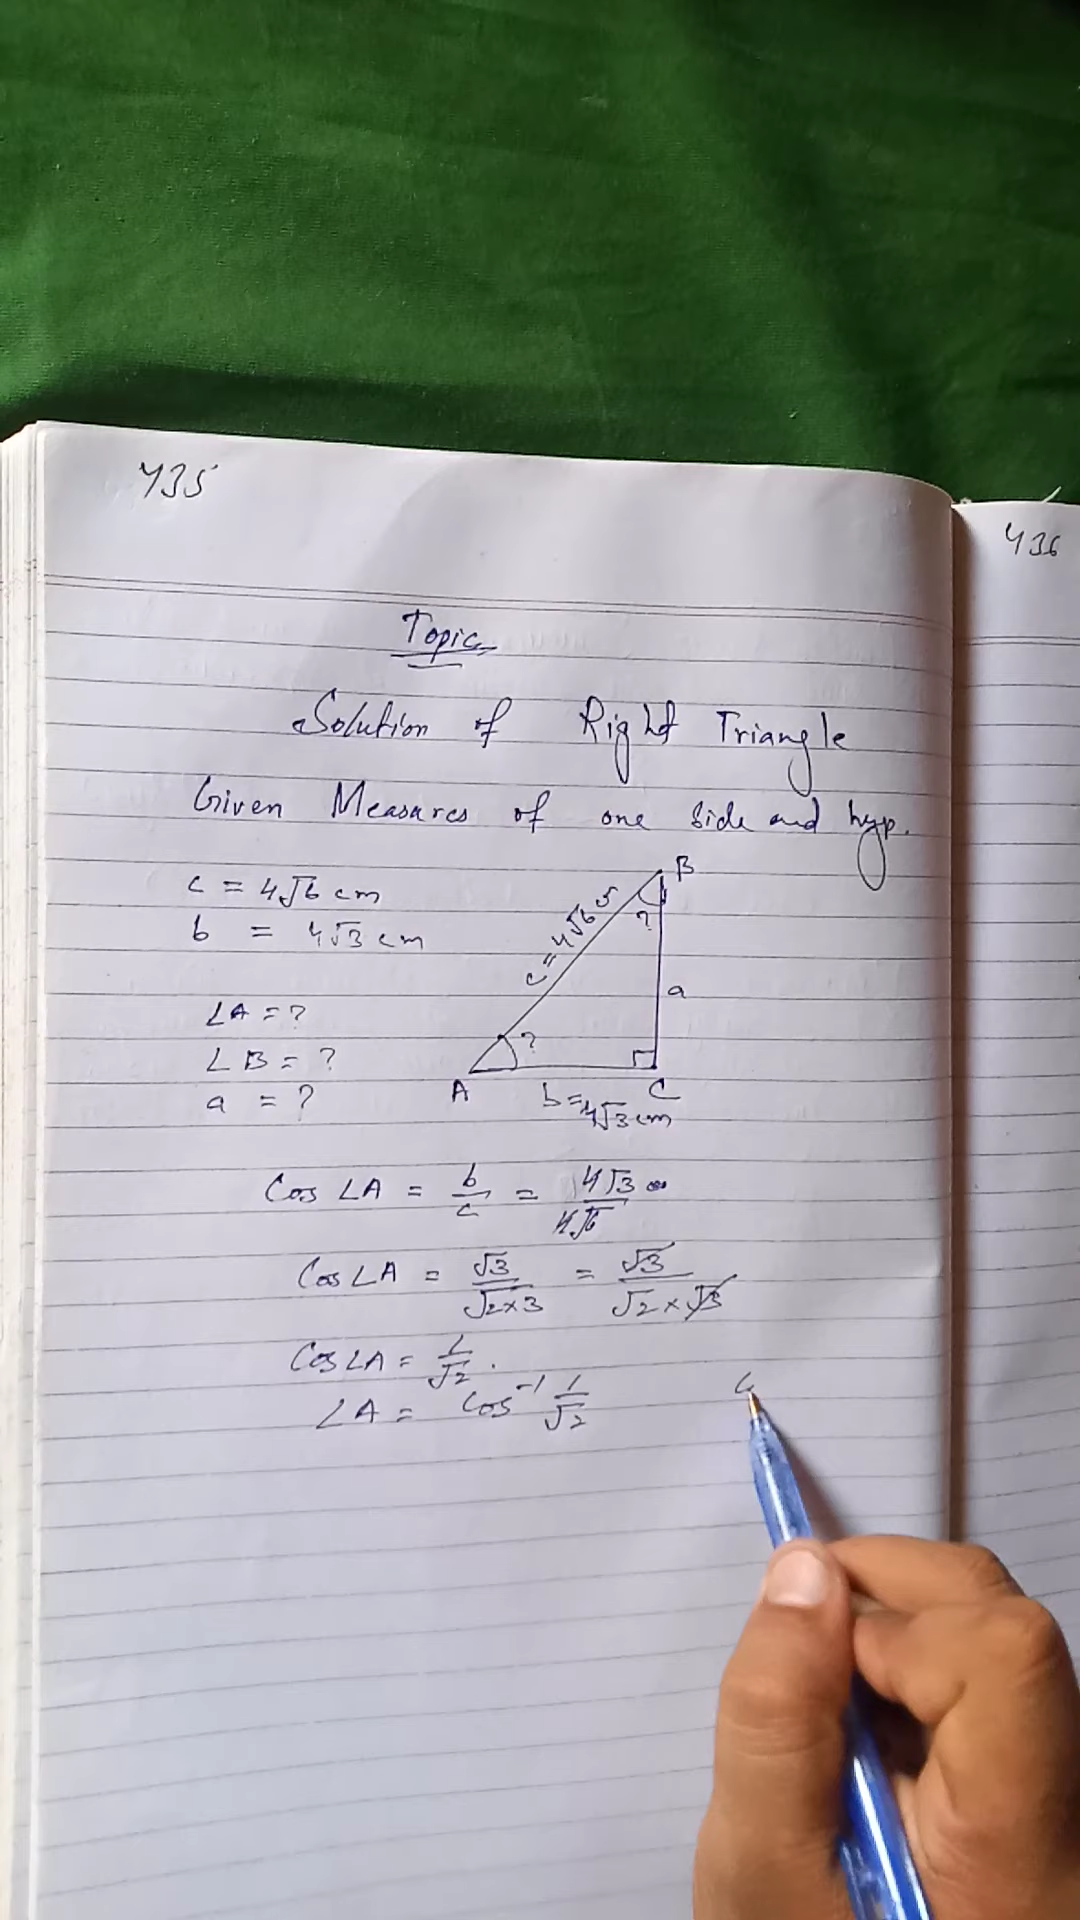 435
436
Topic
Solution of Right Triangle
Given Measures of one Side and hyp.
c = 4√6 cm
b = 4√3 cm
∠A = ?
∠B = ?
a = ?
B
?
c = 4√6 cm
a
?
A
C
b = 4√3 cm
Cos ∠A = b/c = 4√3/4√6
Cos ∠A = √3/√2×3 = √3/√2×√3
Cos ∠A = 1/√2.
∠A = Cos⁻¹ 1/√2